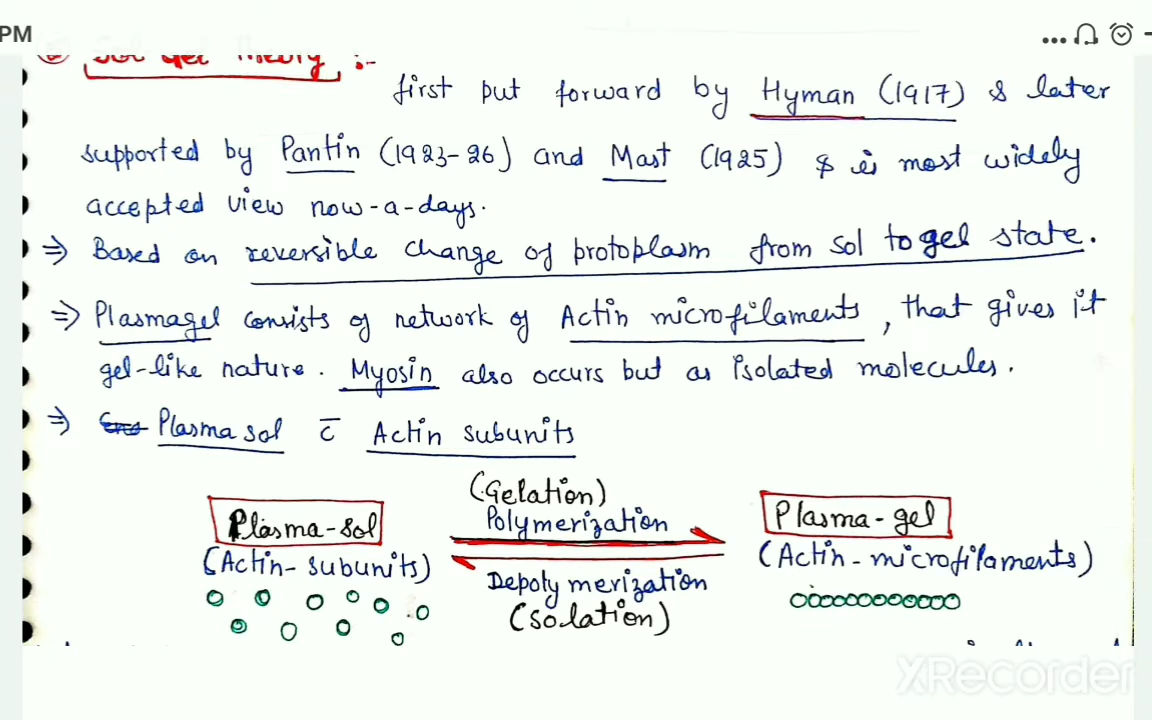 PM
Sol Gel Theory :-
first put forward by Hyman (1917) & later
supported by Pantin (1923-26) and Mast (1925) & is most widely
accepted view now-a-days.
⇒ Based on reversible change of protoplasm from sol to gel state.
⇒ Plasmagel consists of network of Actin microfilaments, that gives it
gel-like nature. Myosin also occurs but as isolated molecules.
⇒ Plasma sol c̄ Actin subunits
(Gelation)
Plasma-sol Polymerization Plasma-gel
(Actin-subunits) (Actin-microfilaments)
Depolymerization
(Solation)
XRecorder